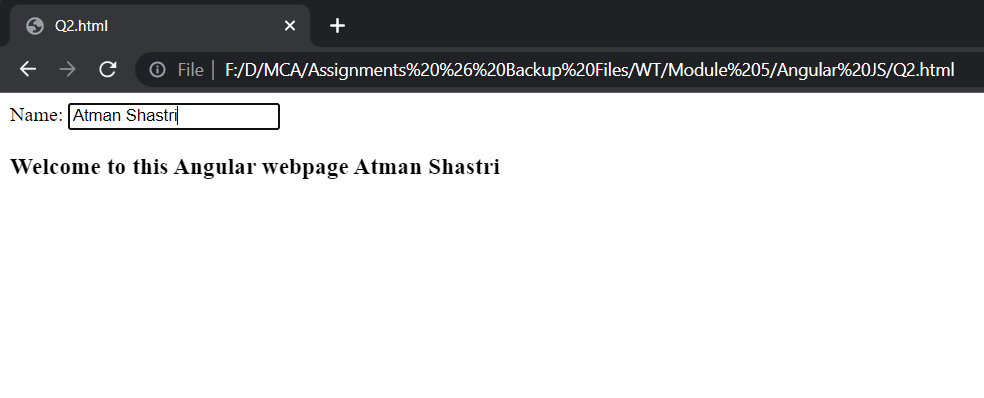 Q2.html
File | F:/D/MCA/Assignments%20%26%20Backup%20Files/WT/Module%205/Angular%20JS/Q2.html
Name: Atman Shastri
Welcome to this Angular webpage Atman Shastri